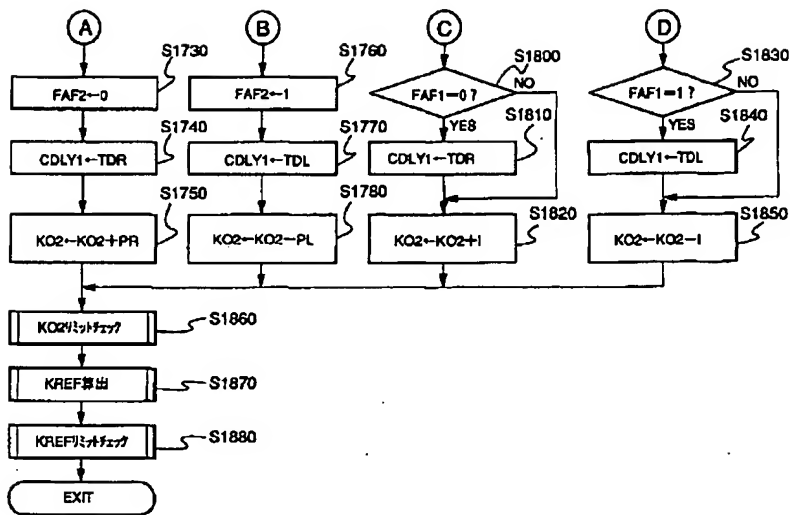 A
B
C
D
S1730
S1760
S1800
S1830
FAF2←0
FAF2←1
FAF1=0?
NO
FAF1=1?
NO
YES
YES
S1740
S1770
S1810
S1840
CDLY1←TDR
CDLY1←TDL
CDLY1←TDR
CDLY1←TDL
S1750
S1780
S1820
S1850
KO2←KO2+PR
KO2←KO2−PL
KO2←KO2+I
KO2←KO2−I
KO2リミットチェック
S1860
KREF算出
S1870
KREFリミットチェック
S1880
EXIT